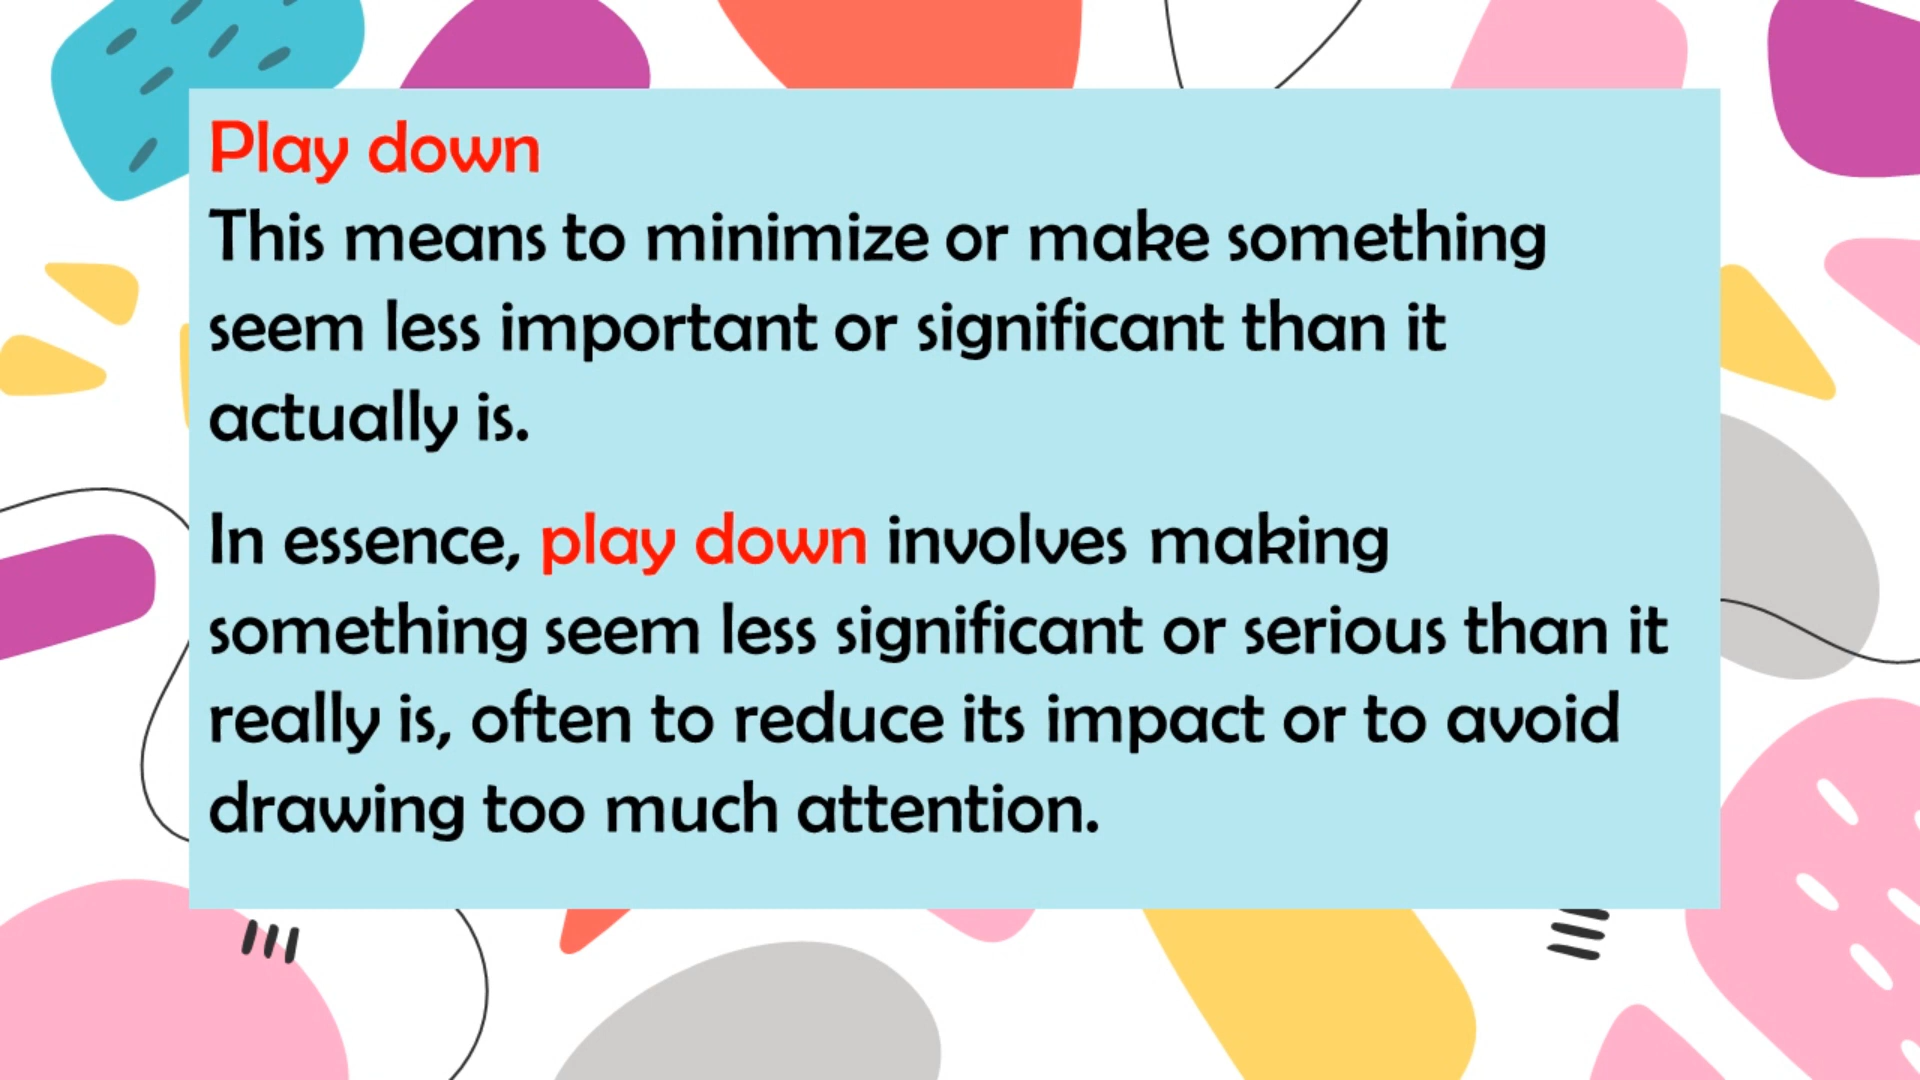 Play down
This means to minimize or make something
seem less important or significant than it
actually is.
In essence, play down involves making
something seem less significant or serious than it
really is, often to reduce its impact or to avoid
drawing too much attention.